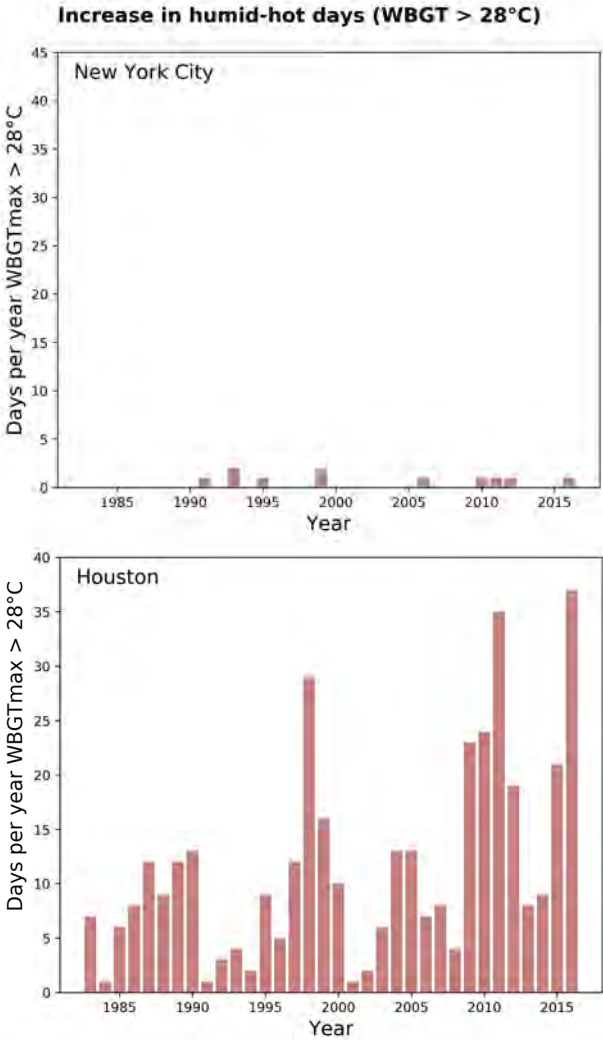 Increase in humid-hot days (WBGT > 28°C)
New York City
Days per year WBGTmax > 28°C
45
40
35
30
25
20
15
10
5
0
1985 1990 1995 2000 2005 2010 2015
Year
Houston
Days per year WBGTmax > 28°C
40
35
30
25
20
15
10
5
0
1985 1990 1995 2000 2005 2010 2015
Year